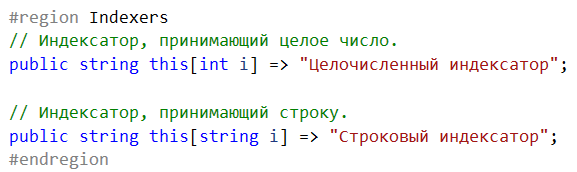 #region Indexers
// Индексатор, принимающий целое число.
public string this[int i] => "Целочисленный индексатор";
// Индексатор, принимающий строку.
public string this[string i] => "Строковый индексатор";
#endregion